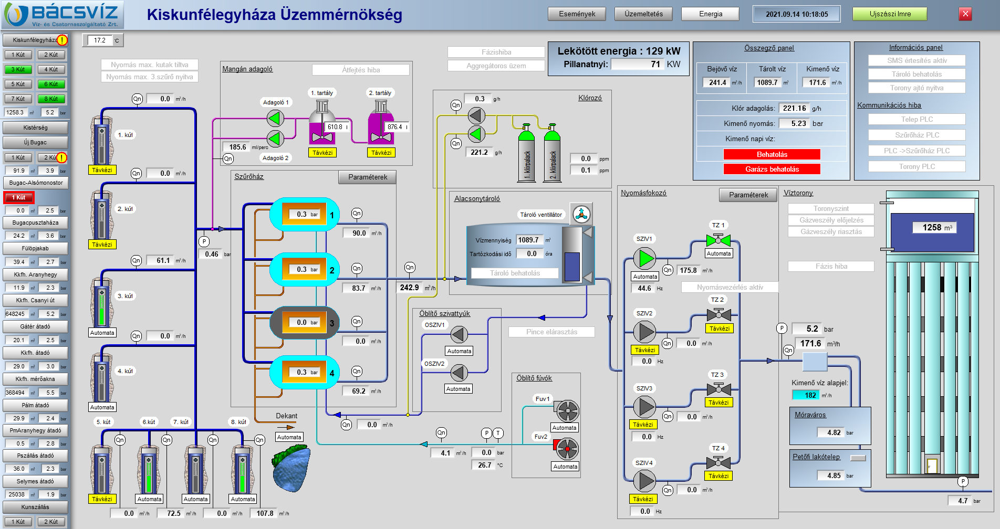 BÁCSVÍZ
Víz- és Csatornaszolgáltató Zrt.
Kiskunfélegyháza Üzemmérnökség
Események
Üzemeltetés
Energia
2021.09.14 10:18:05
Ujszászi Imre
X
Kiskunfélegyháza
!
1 Kút
2 Kút
3 Kút
4 Kút
5 Kút
6 Kút
7 Kút
8 Kút
1258.3 m³ 5.2 bar
Kistérség
Új Bugac
1 Kút
2 Kú
!
91.9 m³ 3.9 bar
Bugac-Alsómonostor
1 Kút
0.0 m³ 2.5 bar
Bugacpusztaháza
24.2 m³ 3.6 bar
Fülöpjakab
39.4 m³ 2.7 bar
Kkfh. Aranyhegy
11.9 m³ 2.3 bar
Kkfh. Csanyi út
648245 m³ 5.2 bar
Gátér átadó
20.1 m³ 2.5 bar
Kkfh. átadó
29.0 m³ 3.0 bar
Kkfh. mérőakna
368494 m³ 5.5 bar
Pálm átadó
29.9 m³ 2.4 bar
PmAranyhegy átadó
0.5 m³ 2.8 bar
Pszállás átadó
36.0 m³ 2.3 bar
Selymes átadó
25038 m³ 1.9 bar
Kunszállás
1 Kút
2 Kút
17.2 °C
Nyomás max. kutak tiltva
Nyomás max. 3.szűrő nyitva
Qn 0.0 m³/h
1. kút
Távkézi
Qn 0.0 m³/h
2. kút
Távkézi
Qn 61.1 m³/h
3. kút
Automata
Qn 0.0 m³/h
4. kút
Automata
5. kút
6.kút
7. kút
8. kút
Qn
Qn
Qn
Qn
Távkézi
Automata
Automata
Automata
0.0 m³/h
72.5 m³/h
0.0 m³/h
107.8 m³/h
Mangán adagoló
Átfejtés hiba
Adagoló 1
1. tartály
2. tartály
610.8 l
876.4 l
185.6 ml/perc
Qn
Adagoló 2
Távkézi
Távkézi
P
0.46 bar
Szűrőház
Paraméterek
0.3 bar 1
Qn
90.0 m³/h
0.3 bar 2
Qn
83.7 m³/h
0.0 bar 3
Qn
0.0 m³/h
0.3 bar 4
Qn
69.2 m³/h
Qn
242.9 m³/h
Dekant
Automata
Qn 0.0 m³/h
Fázishiba
Aggregátoros üzem
Lekötött energia : 129 kW
Pillanatnyi: 71 KW
Klórozó
Qn 0.3 g/h
Qn 221.2 g/h
1. klórpalack
2. klórpalack
0.0 ppm
0.1 ppm
Alacsonytároló
Tároló ventillátor
Vízmennyiség 1089.7 m³
Tartózkodási idő 0.0 óra
Tároló behatolás
Öblítő szivattyúk
OSZIV1
Automata
OSZIV2
Automata
Pince elárasztás
Öblítő fúvók
Fuv1
Automata
Fuv2
Automata
Qn
4.1 m³/h
P T
0.0 bar
26.7 °C
Összegző panel
Bejövő víz
Tárolt víz
Kimenő víz
241.4 m³/h
1089.7 m³
171.6 m³/h
Klór adagolás: 221.16 g/h
Kimenő nyomás: 5.23 bar
Kimenő napi víz:
Behatolás
Garázs behatolás
Információs panel
SMS értesítés aktív
Tároló behatolás
Torony ajtó nyitva
Kommunikációs hiba
Telep PLC
Szűrőház PLC
PLC ->Szűrőház PLC
Torony PLC
Nyomásfokozó
Paraméterek
SZIV1
Automata
44.6 Hz
Qn 175.8 m³/h
TZ 1
Automata
Nyomásvezérlés aktív
SZIV2
Távkézi
0.0 Hz
Qn 0.0 m³/h
TZ 2
Távkézi
SZIV3
Távkézi
0.0 Hz
Qn 0.0 m³/h
TZ 3
Távkézi
SZIV4
Távkézi
0.0 Hz
Qn 0.0 m³/h
TZ 4
Távkézi
Víztorony
Toronyszint
Gázveszély előjelzés
Gázveszély riasztás
Fázis hiba
1258 m³
P 5.2 bar
Qn 171.6 m³/h
Kimenő víz alapjel:
182 m³/h
Móraváros
4.82 bar
Petőfi lakótelep
4.85 bar
P
4.7 bar